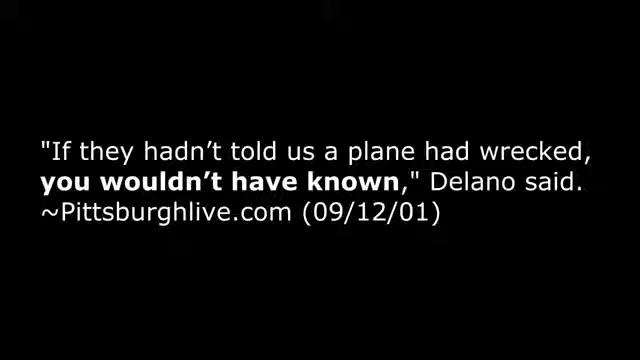 "If they hadn’t told us a plane had wrecked,
you wouldn’t have known," Delano said.
~Pittsburghlive.com (09/12/01)